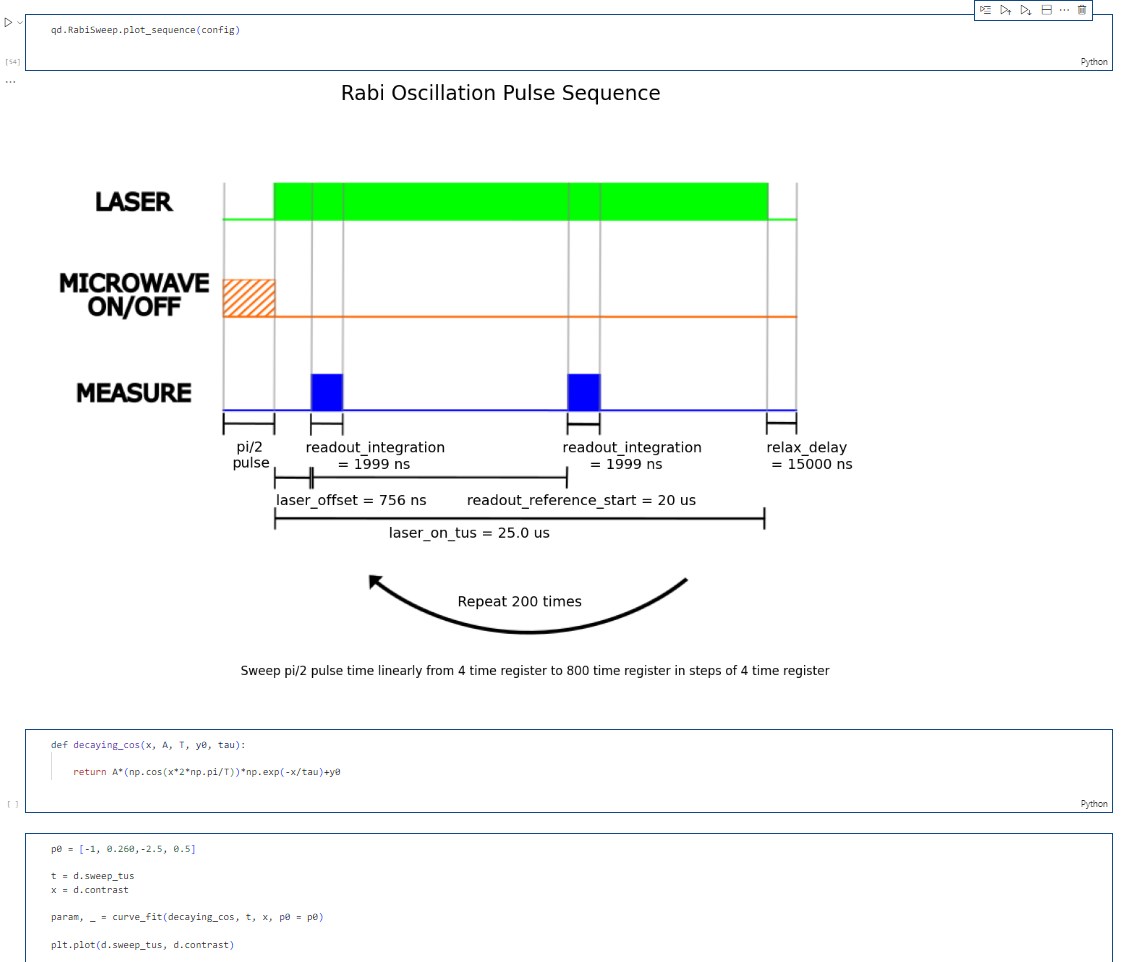 qd.RabiSweep.plot_sequence(config)
[54]
Python
...
Rabi Oscillation Pulse Sequence
LASER
MICROWAVE
ON/OFF
MEASURE
pi/2
pulse
readout_integration
= 1999 ns
readout_integration
= 1999 ns
relax_delay
= 15000 ns
laser_offset = 756 ns
readout_reference_start = 20 us
laser_on_tus = 25.0 us
Repeat 200 times
Sweep pi/2 pulse time linearly from 4 time register to 800 time register in steps of 4 time register
def decaying_cos(x, A, T, y0, tau):
return A*(np.cos(x*2*np.pi/T))*np.exp(-x/tau)+y0
[ ]
Python
p0 = [-1, 0.260,-2.5, 0.5]
t = d.sweep_tus
x = d.contrast
param, _ = curve_fit(decaying_cos, t, x, p0 = p0)
plt.plot(d.sweep_tus, d.contrast)